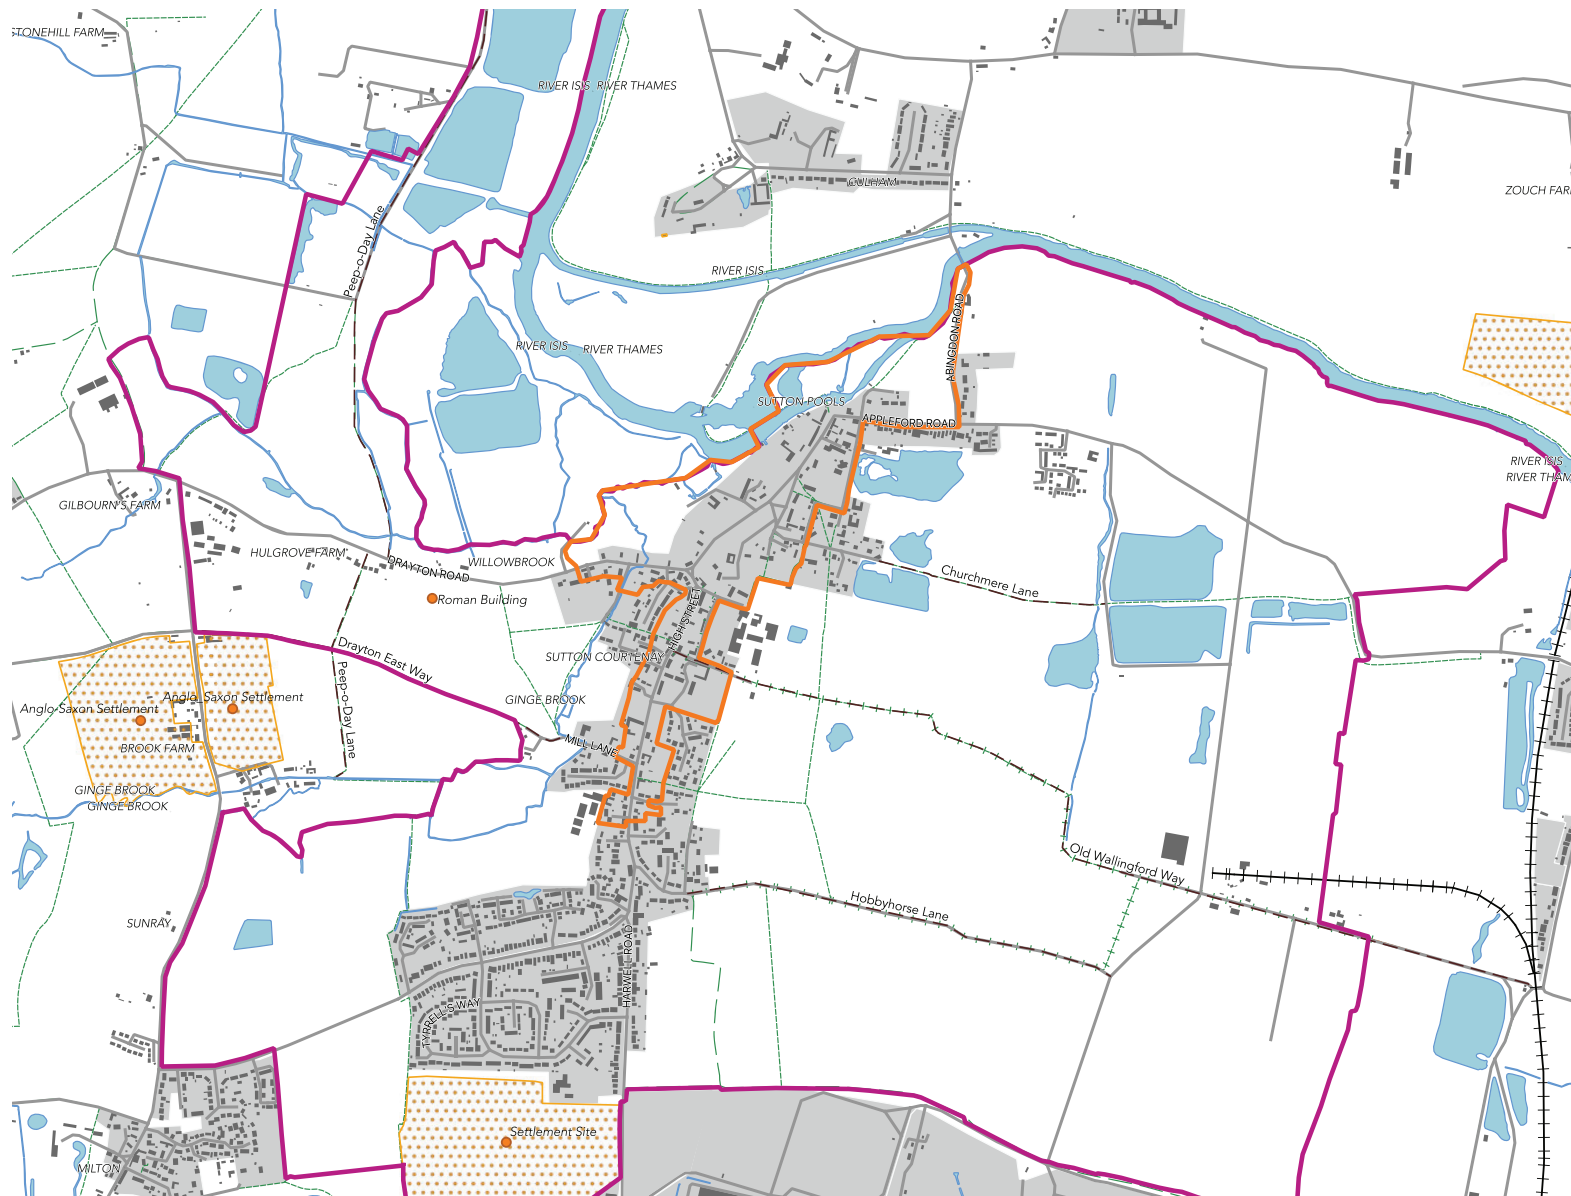 STONEHILL FARM
RIVER ISIS
RIVER THAMES
CULHAM
ZOUCH FAR
Peep-o-Day Lane
RIVER ISIS
ABINGDON ROAD
RIVER ISIS
RIVER THAMES
SUTTON POOLS
APPLEFORD ROAD
RIVER ISIS
RIVER THAM
GILBOURN'S FARM
HULGROVE FARM
DRAYTON ROAD
WILLOWBROOK
Churchmere Lane
Roman Building
HIGH STREET
Drayton East Way
SUTTON COURTENAY
Peep-o-Day Lane
Anglo_Saxon Settlement
Anglo-Saxon Settlement
GINGE BROOK
BROOK FARM
MILL LANE
GINGE BROOK
GINGE BROOK
Old Wallingford Way
Hobbyhorse Lane
SUNRAY
HARWELL ROAD
TYRRELL'S WAY
Settlement Site
MILTON